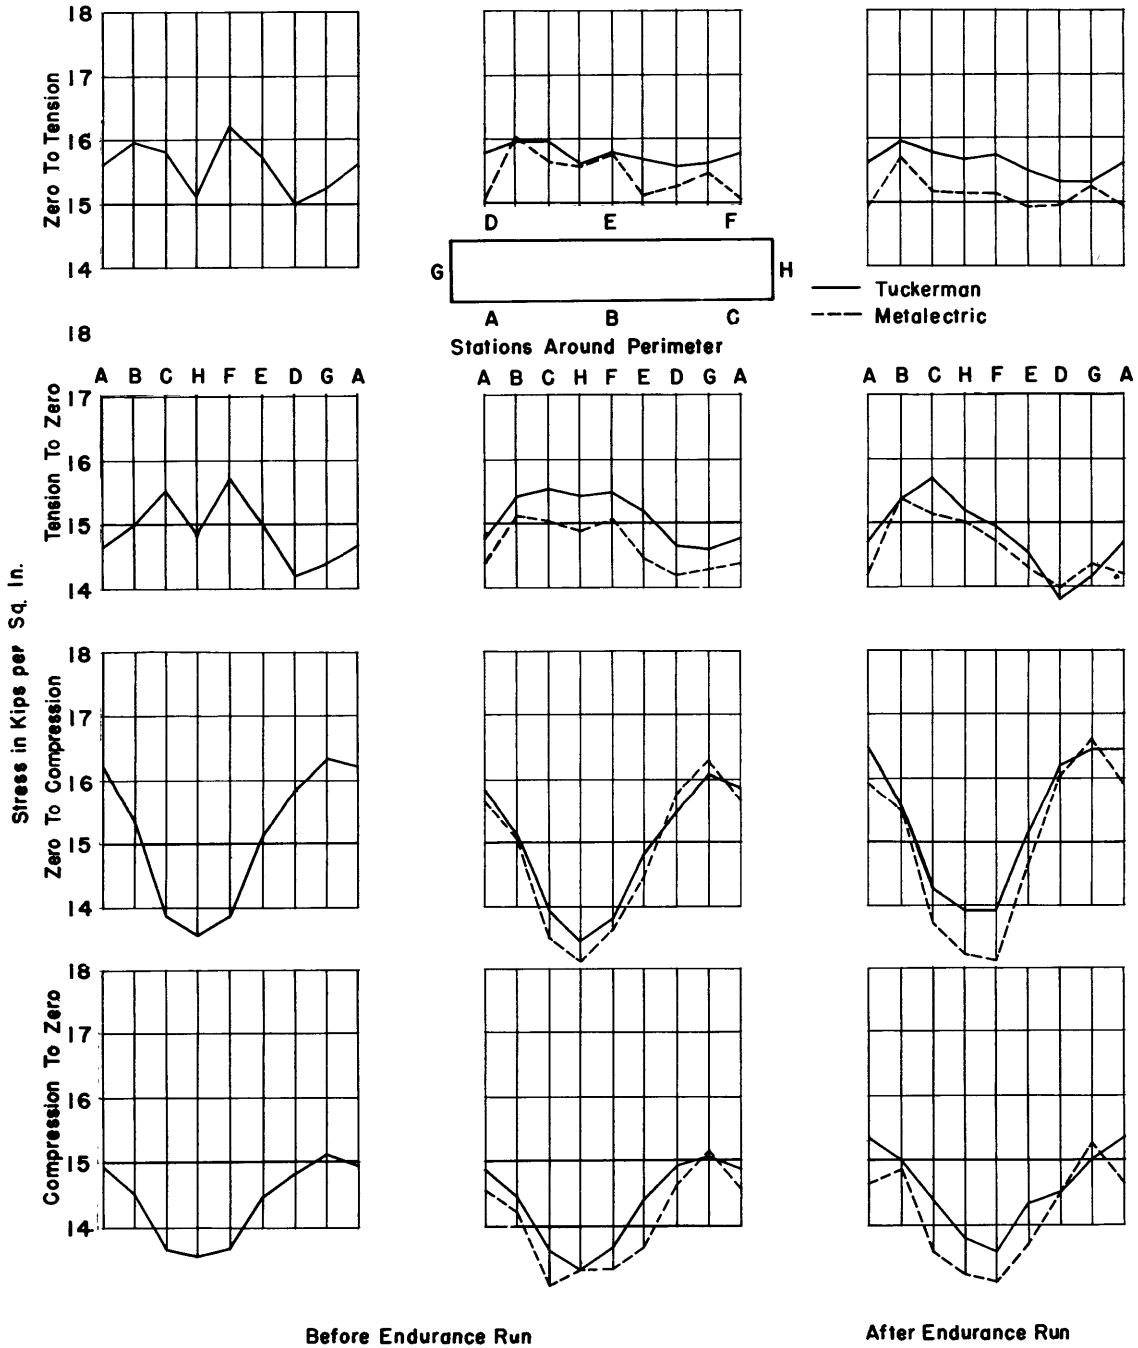 Stress in Kips per Sq. In.
Zero To Tension
18
17
16
15
14
D E F
G H
A B C
Stations Around Perimeter
Tuckerman
Metalectric
Tension To Zero
18
A B C H F E D G A
A B C H F E D G A
A B C H F E D G A
17
16
15
14
Zero To Compression
18
17
16
15
14
Compression To Zero
18
17
16
15
14
Before Endurance Run
After Endurance Run